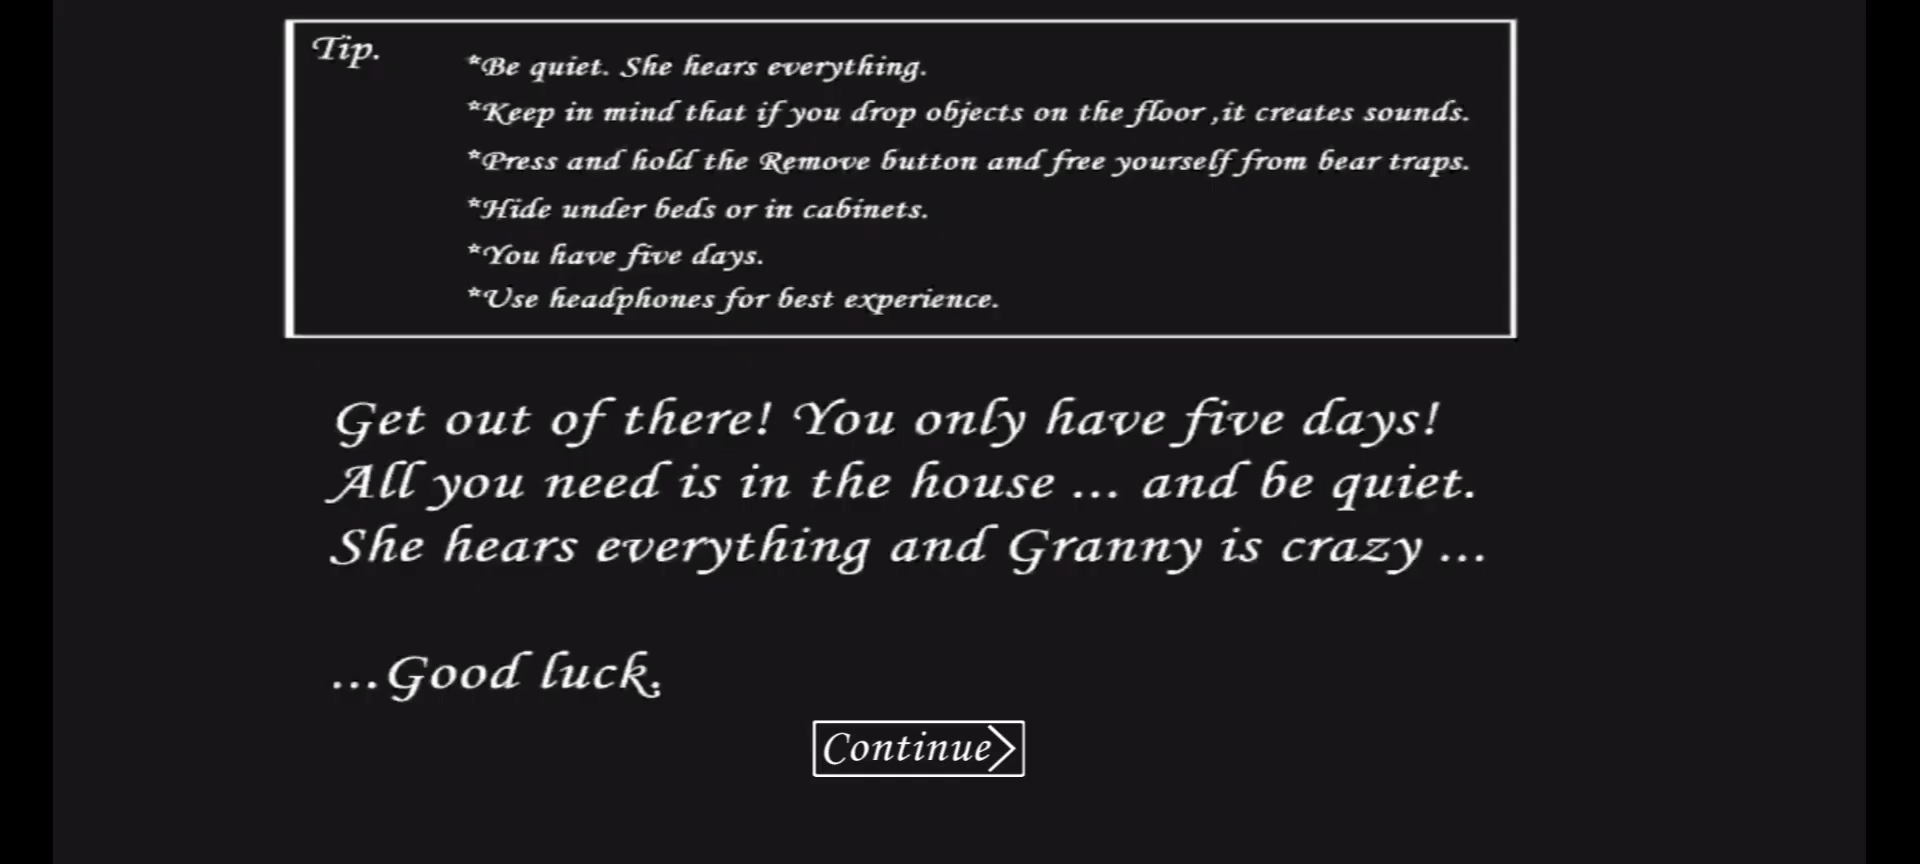 Tip.
*Be quiet. She hears everything.
*Keep in mind that if you drop objects on the floor ,it creates sounds.
*Press and hold the Remove button and free yourself from bear traps.
*Hide under beds or in cabinets.
*You have five days.
*Use headphones for best experience.
Get out of there! You only have five days!
All you need is in the house ... and be quiet.
She hears everything and Granny is crazy ...
...Good luck.
Continue